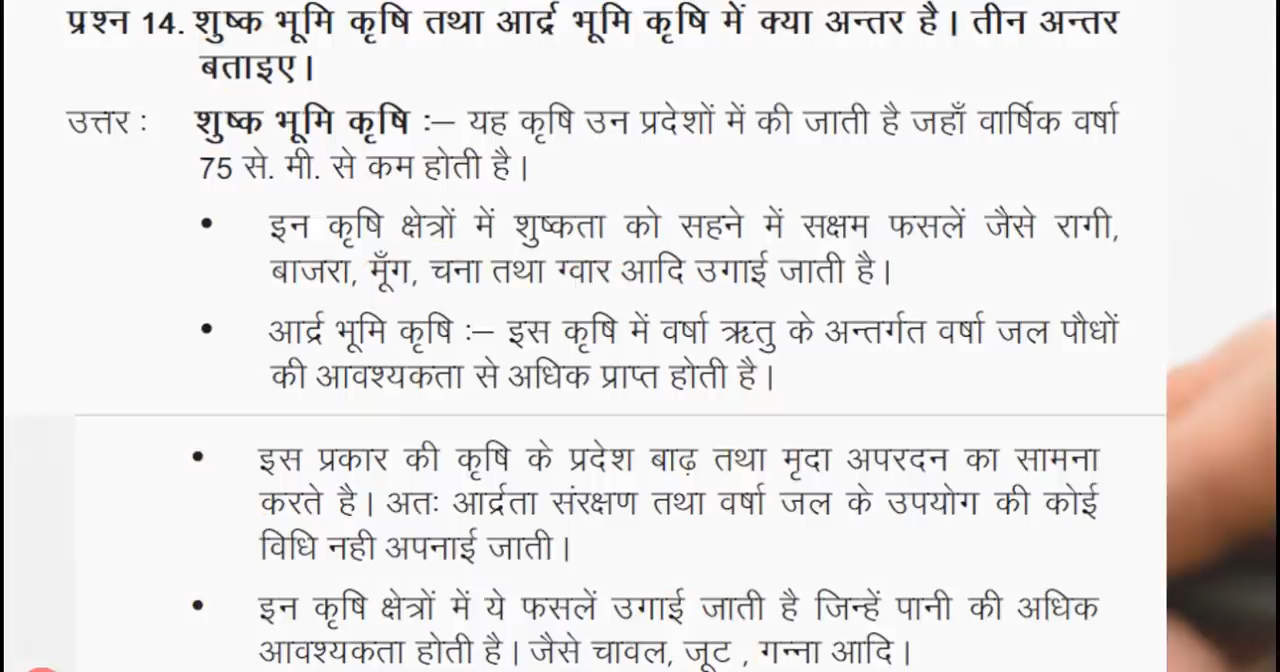 प्रश्न 14. शुष्क भूमि कृषि तथा आर्द्र भूमि कृषि में क्या अन्तर है। तीन अन्तर
बताइए।
उत्तर : शुष्क भूमि कृषि :– यह कृषि उन प्रदेशों में की जाती है जहाँ वार्षिक वर्षा
75 से. मी. से कम होती है।
• इन कृषि क्षेत्रों में शुष्कता को सहने में सक्षम फसलें जैसे रागी,
बाजरा, मूँग, चना तथा ग्वार आदि उगाई जाती है।
• आर्द्र भूमि कृषि :– इस कृषि में वर्षा ऋतु के अन्तर्गत वर्षा जल पौधों
की आवश्यकता से अधिक प्राप्त होती है।
• इस प्रकार की कृषि के प्रदेश बाढ़ तथा मृदा अपरदन का सामना
करते है। अतः आर्द्रता संरक्षण तथा वर्षा जल के उपयोग की कोई
विधि नही अपनाई जाती।
• इन कृषि क्षेत्रों में ये फसलें उगाई जाती है जिन्हें पानी की अधिक
आवश्यकता होती है। जैसे चावल, जूट , गन्ना आदि।